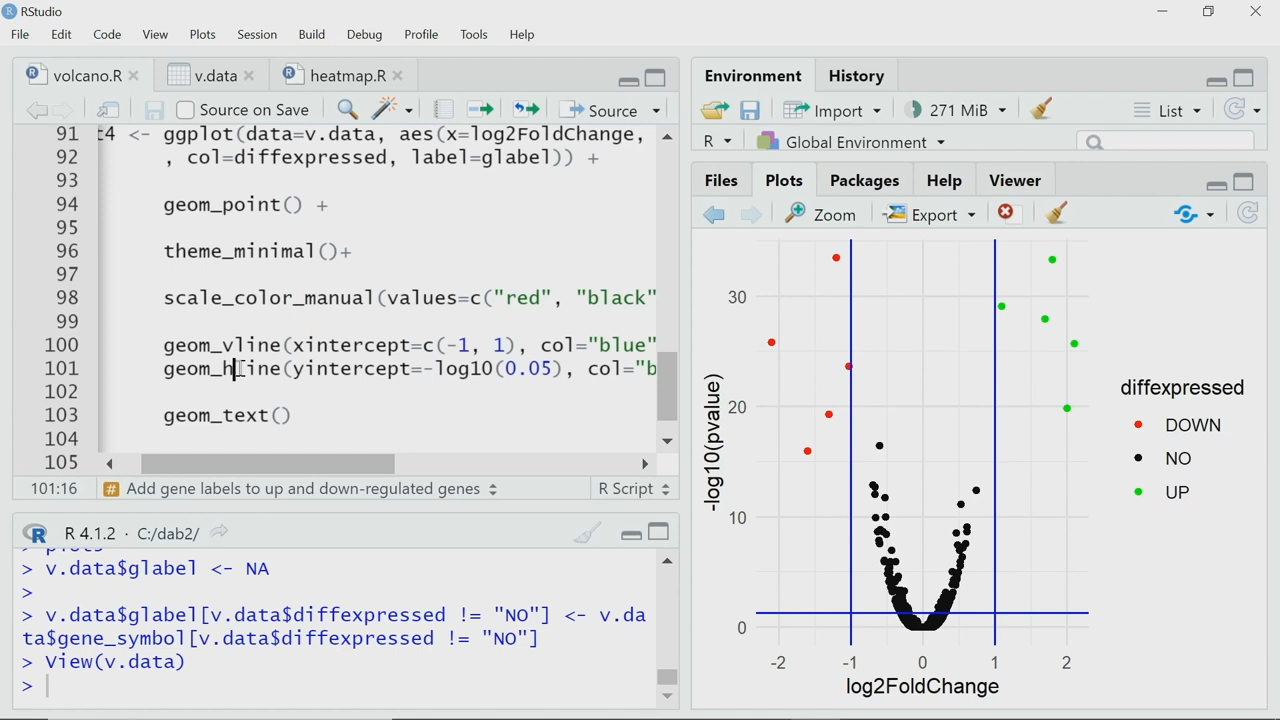 RStudio
File Edit Code View Plots Session Build Debug Profile Tools Help
volcano.R v.data heatmap.R
Source on Save Source
91 t4 <- ggplot(data=v.data, aes(x=log2FoldChange,
92 , col=diffexpressed, label=glabel)) +
93
94 geom_point() +
95
96 theme_minimal()+
97
98 scale_color_manual(values=c("red", "black"
99
100 geom_vline(xintercept=c(-1, 1), col="blue"
101 geom_hline(yintercept=-log10(0.05), col="b
102
103 geom_text()
104
105
101:16 # Add gene labels to up and down-regulated genes R Script
R 4.1.2 · C:/dab2/
> v.data$glabel <- NA
>
> v.data$glabel[v.data$diffexpressed != "NO"] <- v.da
ta$gene_symbol[v.data$diffexpressed != "NO"]
> View(v.data)
>
Environment History
Import 271 MiB List
R Global Environment
Files Plots Packages Help Viewer
Zoom Export
30
20
10
0
-log10(pvalue)
-2 -1 0 1 2
log2FoldChange
diffexpressed
DOWN
NO
UP